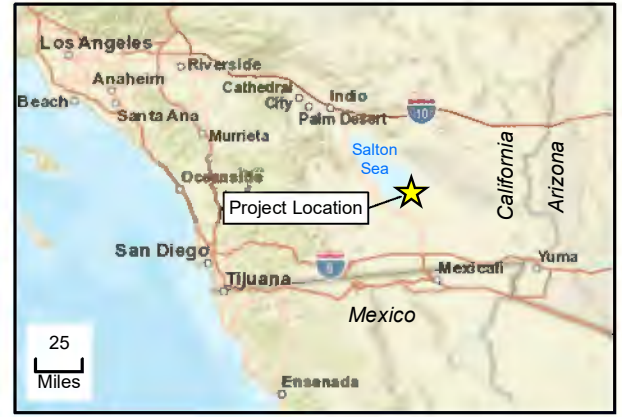 Los Angeles
Riverside
Anaheim
Cathedral
City
Indio
Beach
Santa Ana
Palm Desert
10
Murrieta
Salton
Sea
California
Arizona
Oceanside
Project Location
San Diego
8
Yuma
Mexicali
Tijuana
Mexico
25
Miles
Ensenada